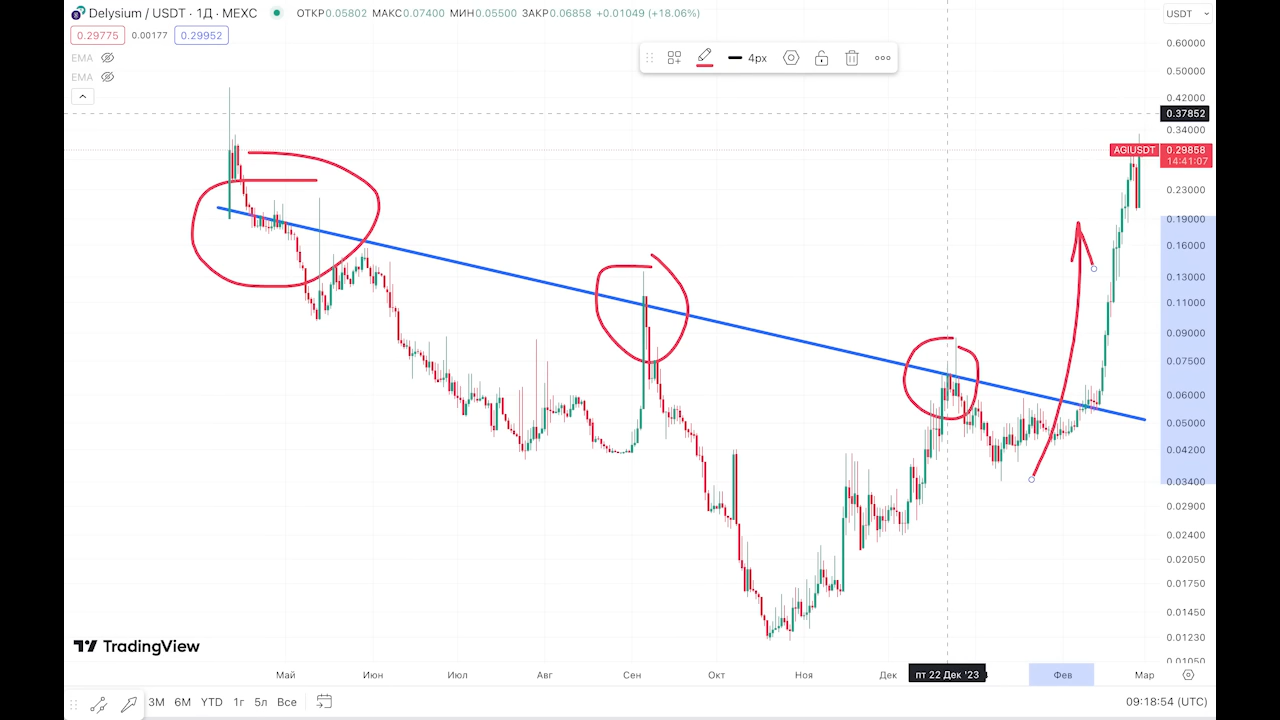 Delysium / USDT · 1Д · MEXC ОТКР0.05802 МАКС0.07400 МИН0.05500 ЗАКР0.06858 +0.01049 (+18.06%) USDT
0.29775 0.00177 0.29952
EMA
EMA
4px
0.60000
0.50000
0.42000
0.37852
0.34000
AGIUSDT 0.29858
14:41:07
0.23000
0.19000
0.16000
0.13000
0.11000
0.09000
0.07500
0.06000
0.05000
0.04200
0.03400
0.02900
0.02400
0.02050
0.01750
0.01450
0.01230
0.01050
TradingView
Май Июн Июл Авг Сен Окт Ноя Дек пт 22 Дек '23 Фев Мар
3М 6М YTD 1г 5л Все 09:18:54 (UTC)